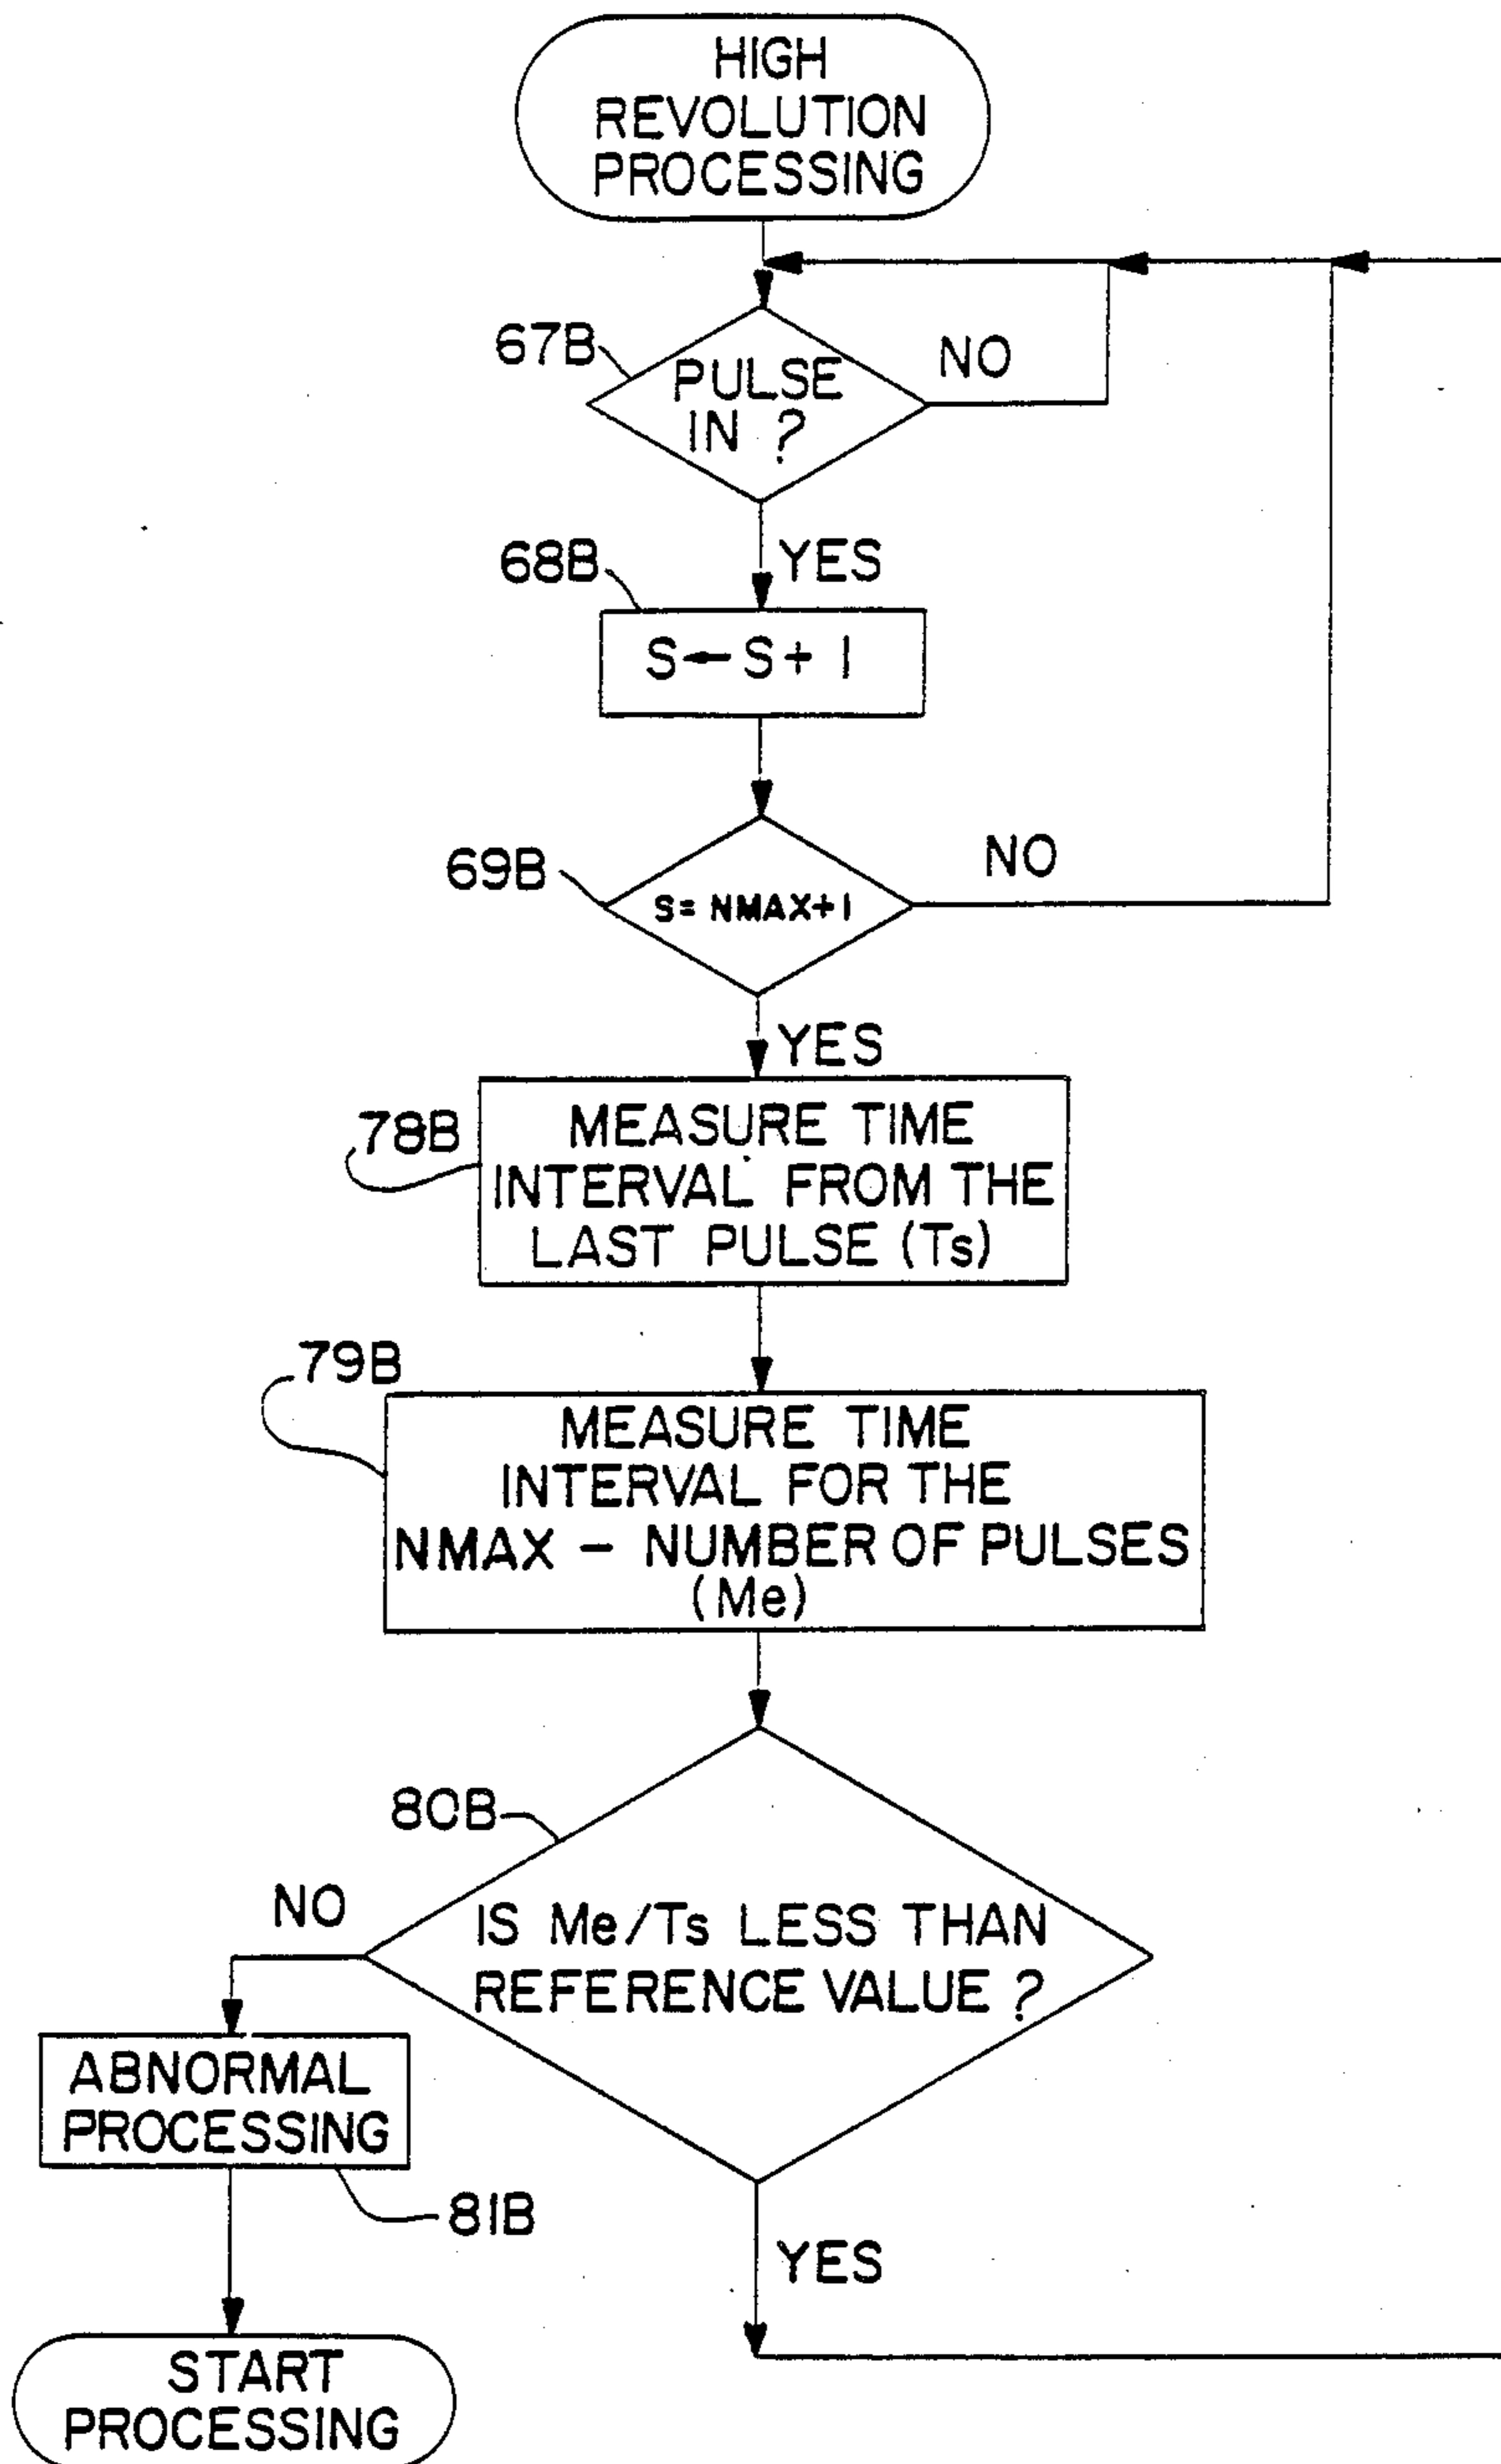 HIGH
REVOLUTION
PROCESSING
67B
PULSE
IN ?
NO
YES
68B
S←S+1
69B
S=NMAX+1
NO
YES
78B
MEASURE TIME
INTERVAL FROM THE
LAST PULSE (Ts)
79B
MEASURE TIME
INTERVAL FOR THE
NMAX – NUMBER OF PULSES
(Me)
80B
NO
IS Me/Ts LESS THAN
REFERENCE VALUE ?
ABNORMAL
PROCESSING
81B
YES
START
PROCESSING